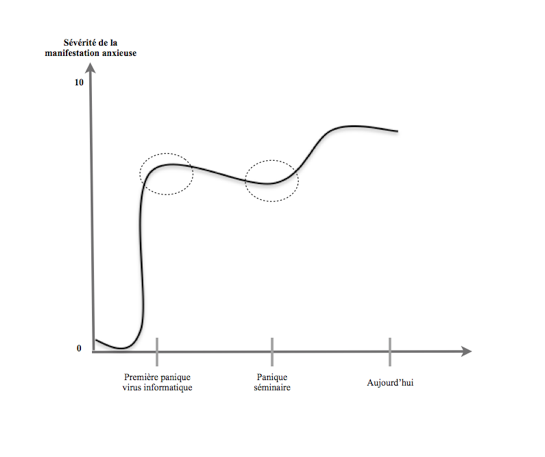 Sévérité de la
manifestation anxieuse
10
0
Première panique
virus informatique
Panique
séminaire
Aujourd'hui